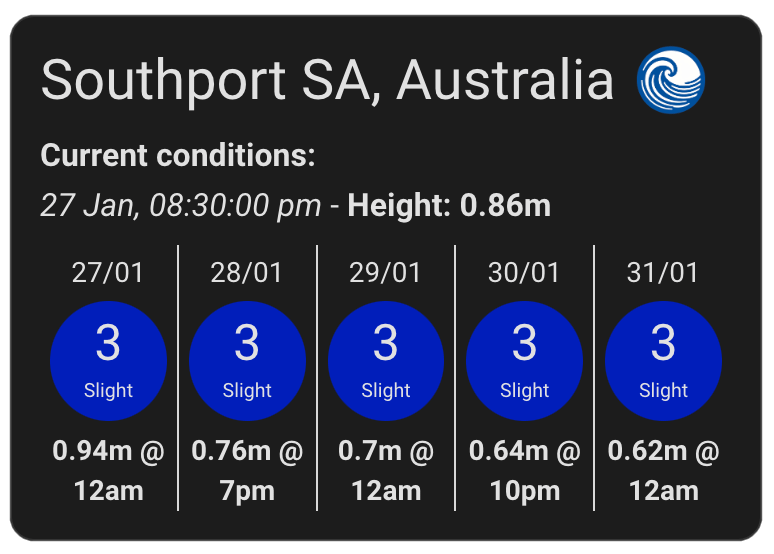 Southport SA, Australia
Current conditions:
27 Jan, 08:30:00 pm - Height: 0.86m
27/01
3
Slight
0.94m @
12am
28/01
3
Slight
0.76m @
7pm
29/01
3
Slight
0.7m @
12am
30/01
3
Slight
0.64m @
10pm
31/01
3
Slight
0.62m @
12am